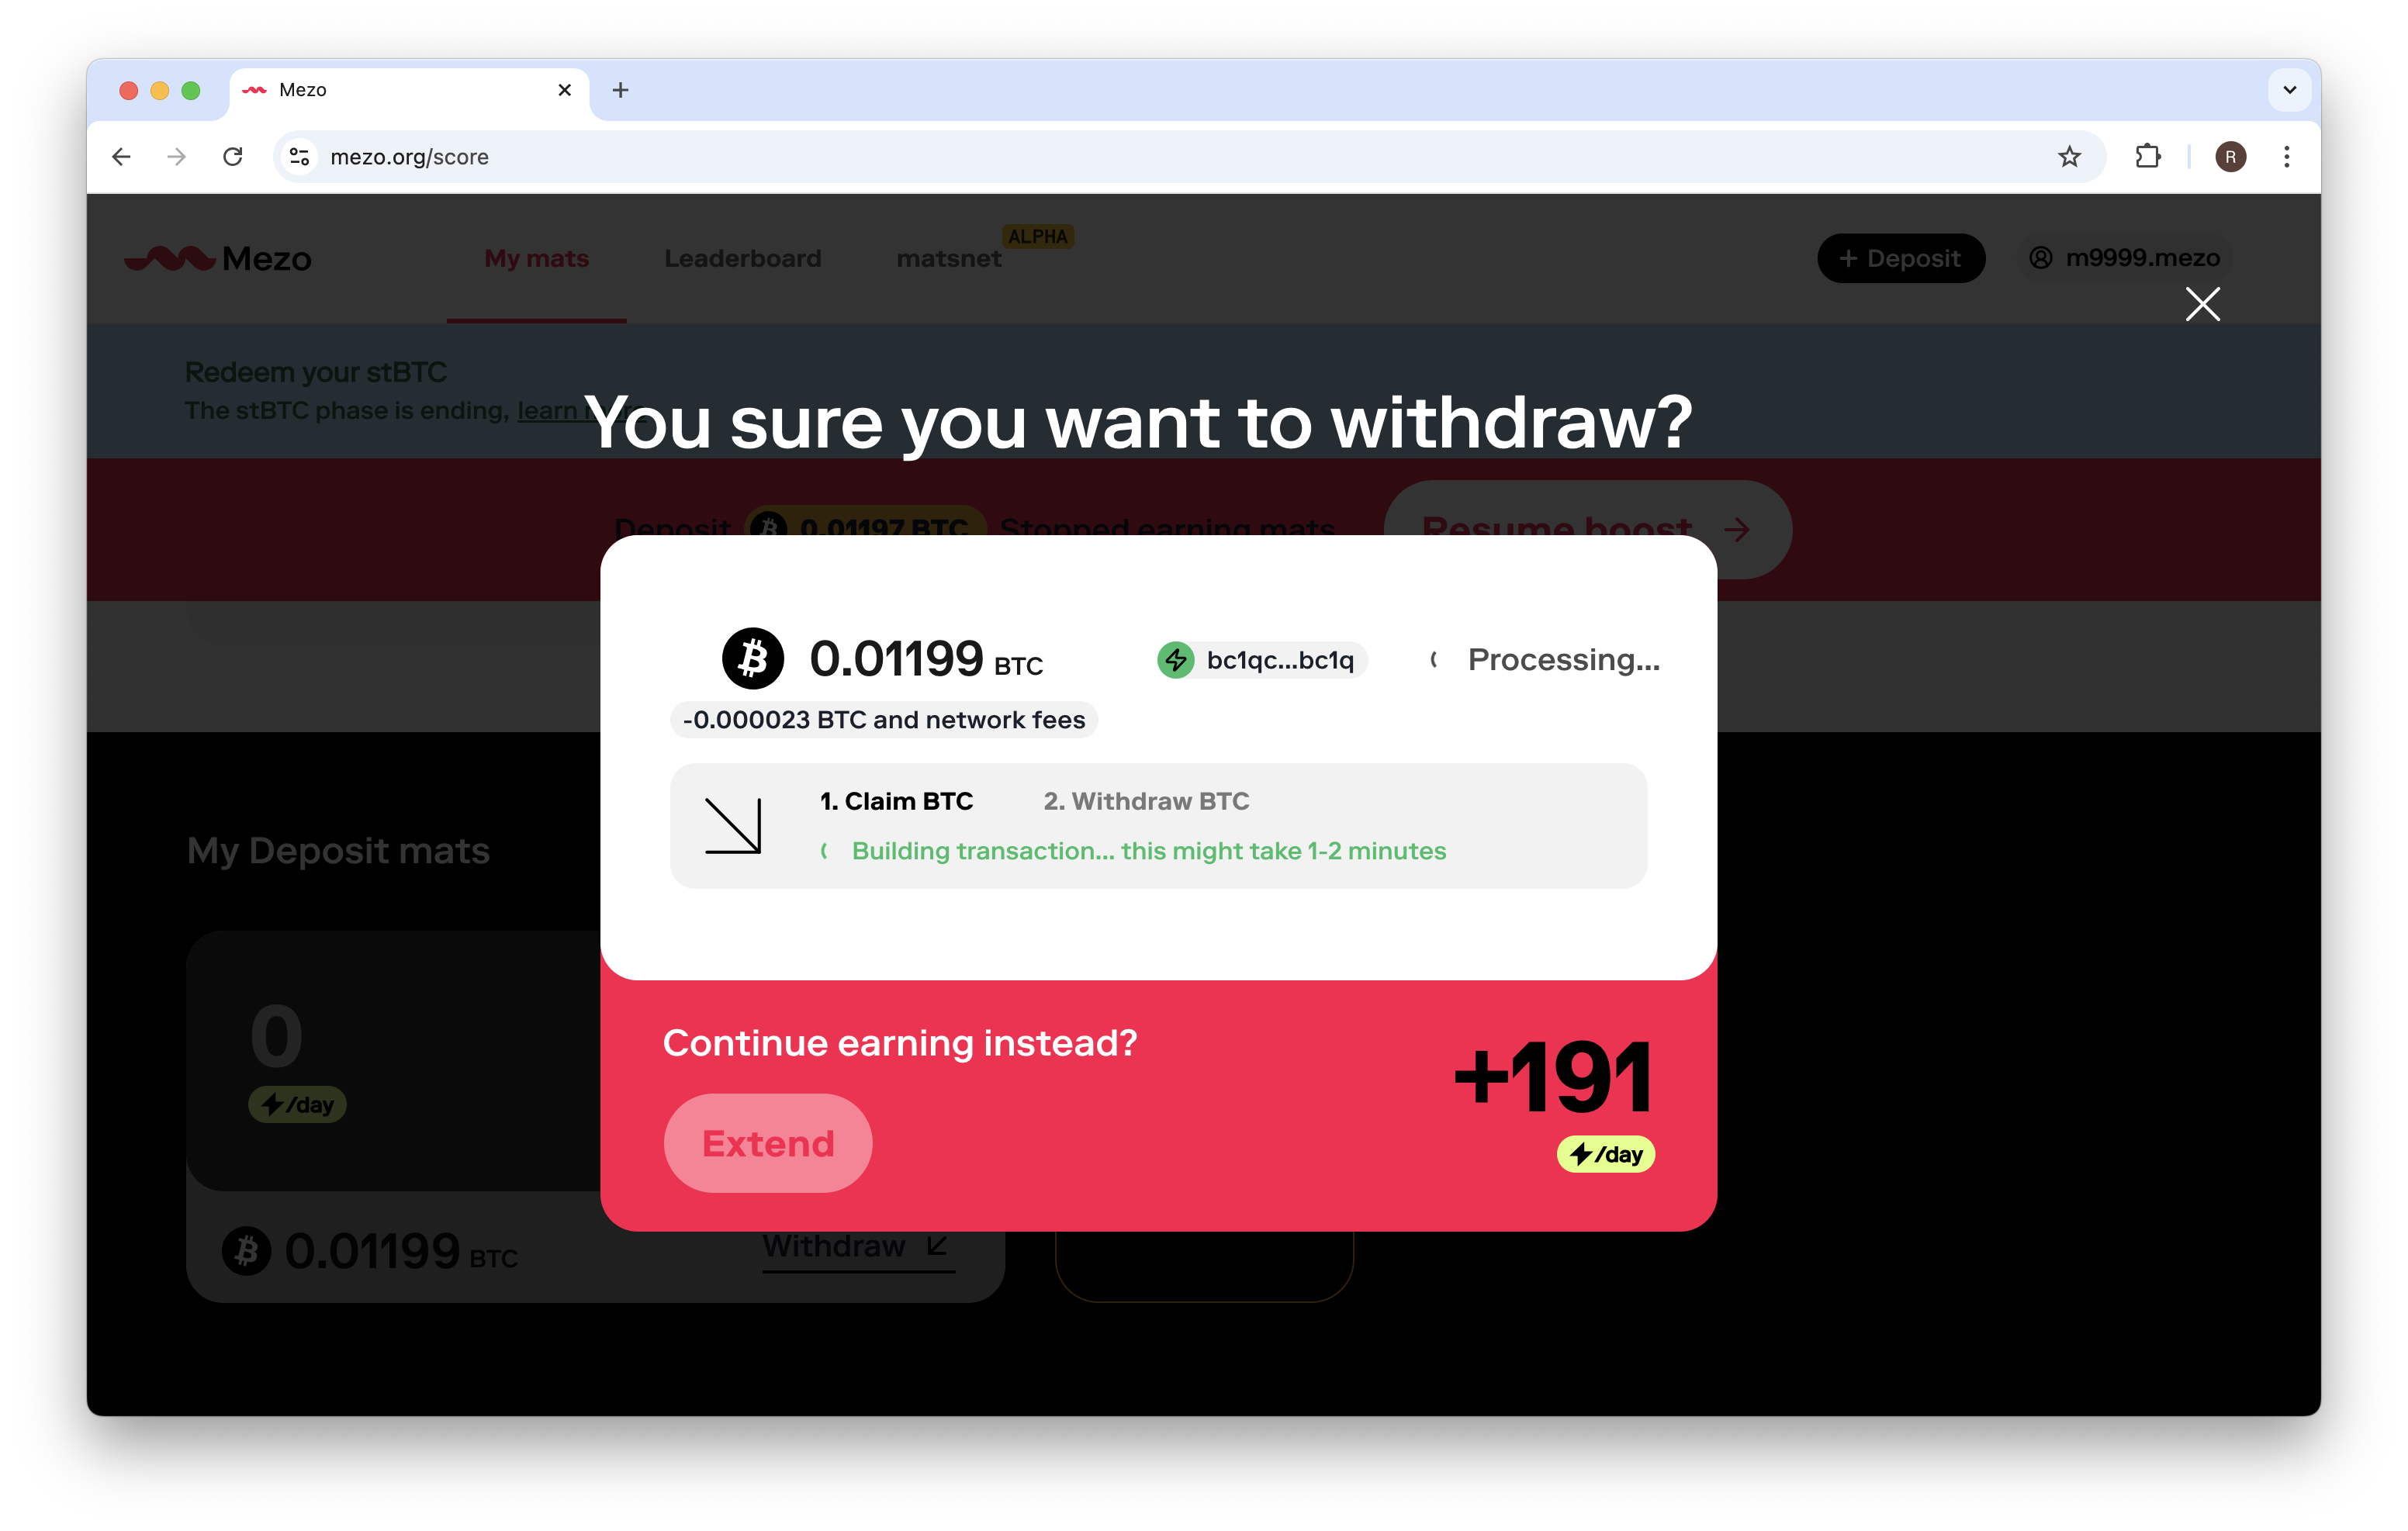 Mezo
mezo.org/score
R
Mezo
My mats
Leaderboard
matsnet
ALPHA
+ Deposit
m9999.mezo
Redeem your stBTC
The stBTC phase is ending, learn
You sure you want to withdraw?
Deposit 0.01197 BTC Stopped earning mats
Resume boost
0.01199 BTC
bc1qc...bc1q
Processing...
-0.000023 BTC and network fees
1. Claim BTC
2. Withdraw BTC
Building transaction... this might take 1-2 minutes
My Deposit mats
0
/day
0.01199 BTC
Withdraw
Continue earning instead?
Extend
+191
/day